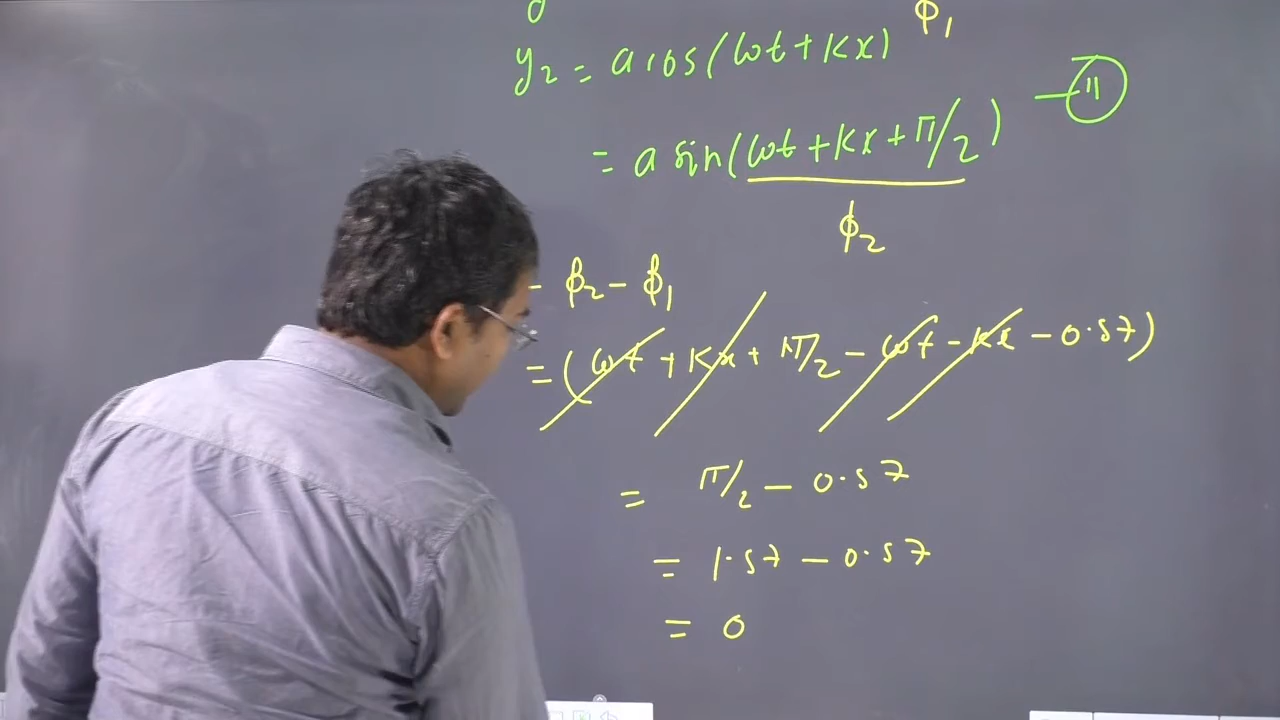 ϕ₁
y₂ = a cos(ωt + kx)
= a sin(ωt + kx + π/2) — II
ϕ₂
- ϕ₂ - ϕ₁
= (ωt + kx + π/2 - ωt - kx - 0.57)
= π/2 - 0.57
= 1.57 - 0.57
= 0